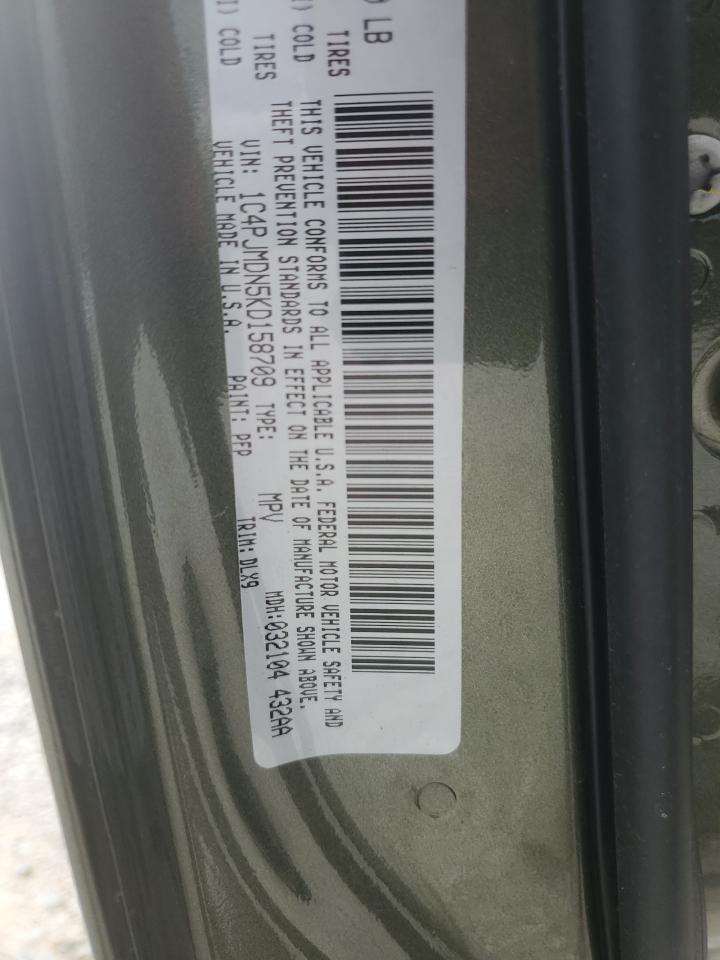 ) LB
TIRES
I) COLD
TIRES
I) COLD
THIS VEHICLE CONFORMS TO ALL APPLICABLE U.S.A. FEDERAL MOTOR VEHICLE SAFETY AND
THEFT PREVENTION STANDARDS IN EFFECT ON THE DATE OF MANUFACTURE SHOWN ABOVE.
VIN: 1C4PJMDN5KD158709 TYPE: MPV MDH:032104 432AA
VEHICLE MADE IN U.S.A. PAINT: PFP TRIM: DLX9